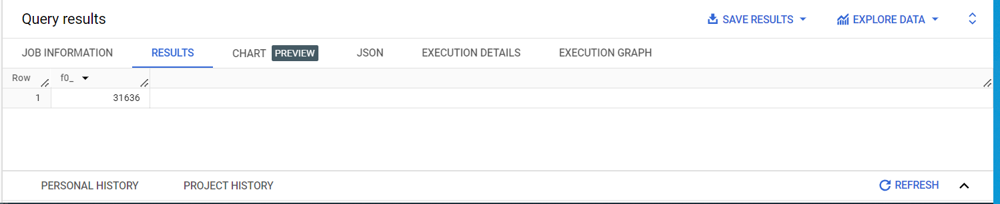 Query results SAVE RESULTS EXPLORE DATA
JOB INFORMATION RESULTS CHART PREVIEW JSON EXECUTION DETAILS EXECUTION GRAPH
Row f0_
1 31636
PERSONAL HISTORY PROJECT HISTORY REFRESH